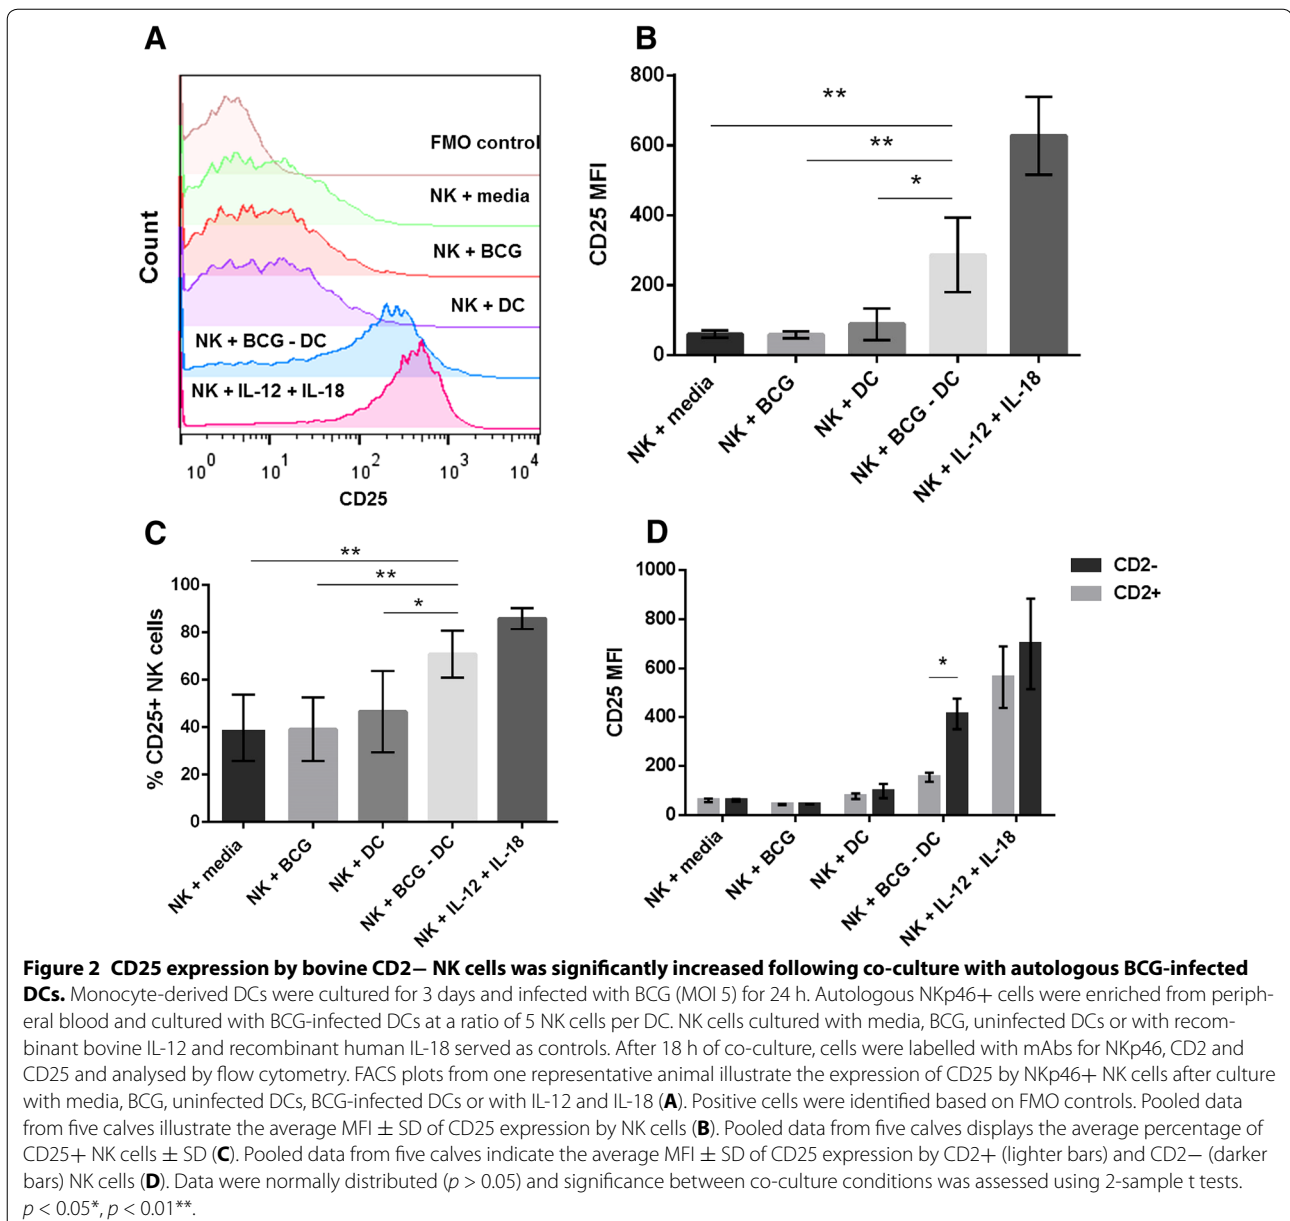 A
Count
FMO control
NK + media
NK + BCG
NK + DC
NK + BCG - DC
NK + IL-12 + IL-18
10^0 10^1 10^2 10^3 10^4
CD25
B
CD25 MFI
800
600
400
200
0
**
**
*
NK + media
NK + BCG
NK + DC
NK + BCG - DC
NK + IL-12 + IL-18
C
% CD25+ NK cells
100
80
60
40
20
0
**
**
*
NK + media
NK + BCG
NK + DC
NK + BCG - DC
NK + IL-12 + IL-18
D
CD25 MFI
1000
800
600
400
200
0
*
CD2-
CD2+
NK + media
NK + BCG
NK + DC
NK + BCG - DC
NK + IL-12 + IL-18
Figure 2 CD25 expression by bovine CD2− NK cells was significantly increased following co-culture with autologous BCG-infected
DCs. Monocyte-derived DCs were cultured for 3 days and infected with BCG (MOI 5) for 24 h. Autologous NKp46+ cells were enriched from periph-
eral blood and cultured with BCG-infected DCs at a ratio of 5 NK cells per DC. NK cells cultured with media, BCG, uninfected DCs or with recom-
binant bovine IL-12 and recombinant human IL-18 served as controls. After 18 h of co-culture, cells were labelled with mAbs for NKp46, CD2 and
CD25 and analysed by flow cytometry. FACS plots from one representative animal illustrate the expression of CD25 by NKp46+ NK cells after culture
with media, BCG, uninfected DCs, BCG-infected DCs or with IL-12 and IL-18 (A). Positive cells were identified based on FMO controls. Pooled data
from five calves illustrate the average MFI ± SD of CD25 expression by NK cells (B). Pooled data from five calves displays the average percentage of
CD25+ NK cells ± SD (C). Pooled data from five calves indicate the average MFI ± SD of CD25 expression by CD2+ (lighter bars) and CD2− (darker
bars) NK cells (D). Data were normally distributed (p > 0.05) and significance between co-culture conditions was assessed using 2-sample t tests.
p < 0.05*, p < 0.01**.